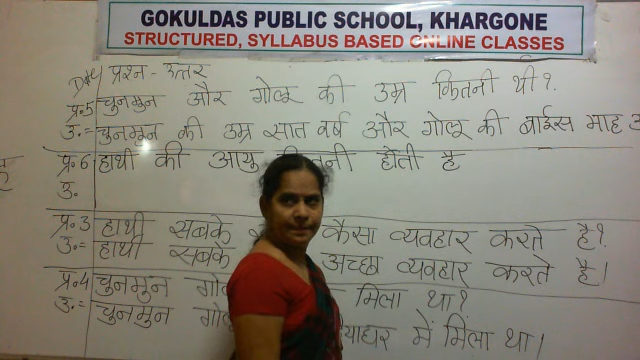 GOKULDAS PUBLIC SCHOOL, KHARGONE
STRUCTURED, SYLLABUS BASED ONLINE CLASSES
प्रश्न - उत्तर
प्र.5 चुनमुन और गोलू की उम्र कितनी थी?
उ.= चुनमुन की उम्र सात वर्ष और गोलू की बाईस माह
प्र.6 हाथी की आयु होती है
उ.
प्र.3 हाथी सबके कैसा व्यवहार करते है?
उ.= हाथी सबके अच्छा व्यवहार करते है।
प्र.4 चुनमुन मिला था?
उ.= चुनमुन में मिला था।